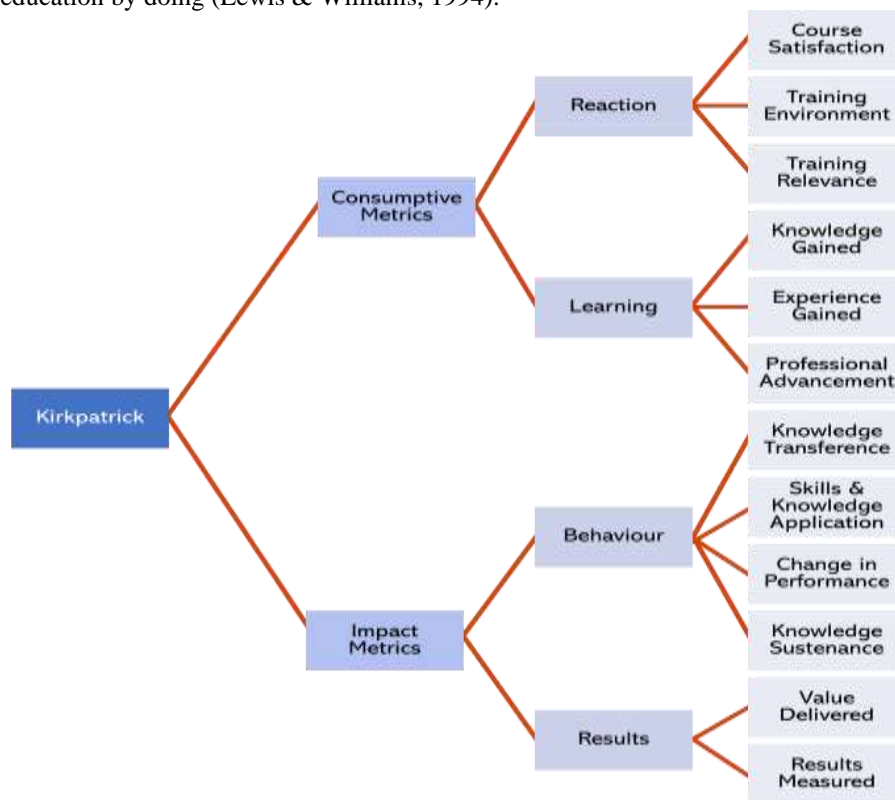 education by doing (Lewis & Williams, 1994).
Course
Satisfaction
Reaction
Training
Environment
Training
Relevance
Consumptive
Metrics
Knowledge
Gained
Learning
Experience
Gained
Professional
Advancement
Kirkpatrick
Knowledge
Transference
Skills &
Knowledge
Application
Behaviour
Change in
Performance
Knowledge
Sustenance
Impact
Metrics
Value
Delivered
Results
Results
Measured